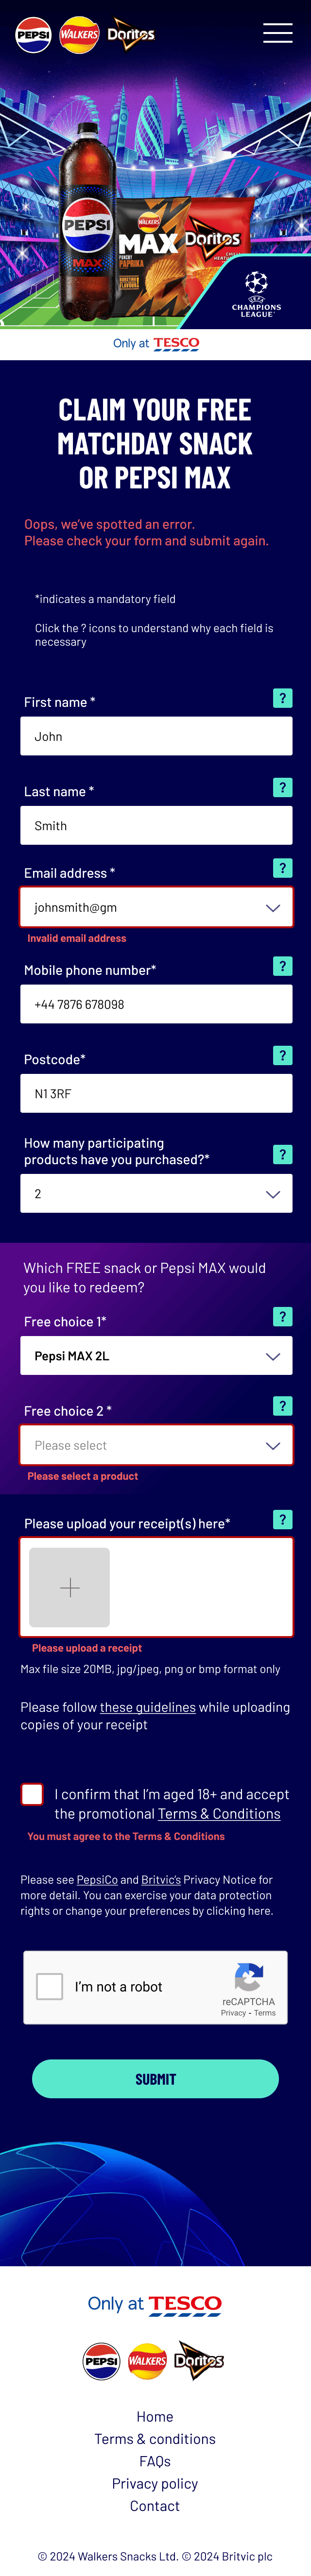 PEPSI WALKERS Doritos
PEPSI
MAX
WALKERS
MAX
PAPRIKA
Doritos
CHAMPIONS
LEAGUE
Only at TESCO
CLAIM YOUR FREE
MATCHDAY SNACK
OR PEPSI MAX
Oops, we've spotted an error.
Please check your form and submit again.
*indicates a mandatory field
Click the ? icons to understand why each field is
necessary
First name * ?
John
Last name * ?
Smith
Email address * ?
johnsmith@gm
Invalid email address
Mobile phone number* ?
+44 7876 678098
Postcode* ?
N1 3RF
How many participating
products have you purchased?* ?
2
Which FREE snack or Pepsi MAX would
you like to redeem?
Free choice 1* ?
Pepsi MAX 2L
Free choice 2 * ?
Please select
Please select a product
Please upload your receipt(s) here* ?
Please upload a receipt
Max file size 20MB, jpg/jpeg, png or bmp format only
Please follow these guidelines while uploading
copies of your receipt
I confirm that I'm aged 18+ and accept
the promotional Terms & Conditions
You must agree to the Terms & Conditions
Please see PepsiCo and Britvic's Privacy Notice for
more detail. You can exercise your data protection
rights or change your preferences by clicking here.
I'm not a robot
reCAPTCHA
Privacy - Terms
SUBMIT
Only at TESCO
PEPSI WALKERS Doritos
Home
Terms & conditions
FAQs
Privacy policy
Contact
© 2024 Walkers Snacks Ltd. © 2024 Britvic plc